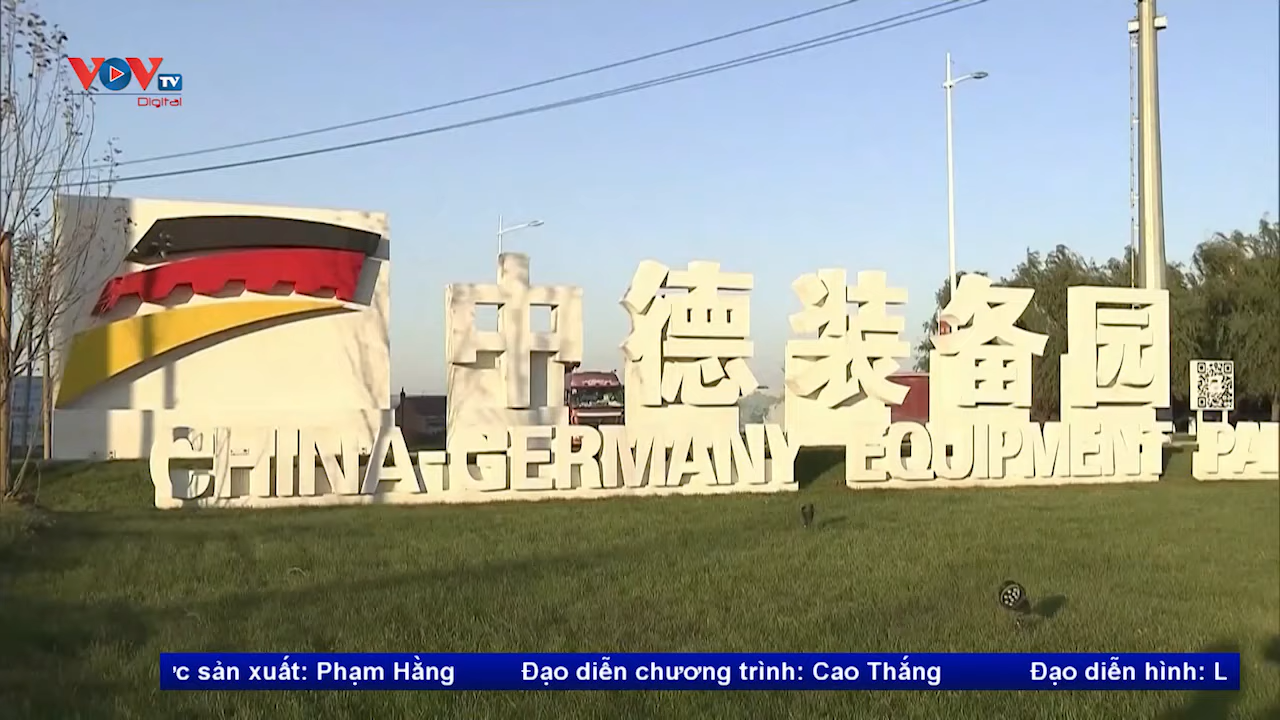 VOV TV
Digital
中德装备园
CHINA-GERMANY EQUIPMENT PA
sản xuất: Phạm Hằng Đạo diễn chương trình: Cao Thắng Đạo diễn hình: L